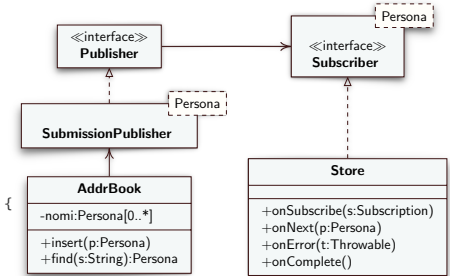 Persona
≪interface≫
Publisher
≪interface≫
Subscriber
Persona
SubmissionPublisher
AddrBook
-nomi:Persona[0..*]
+insert(p:Persona)
+find(s:String):Persona
{
Store
+onSubscribe(s:Subscription)
+onNext(p:Persona)
+onError(t:Throwable)
+onComplete()